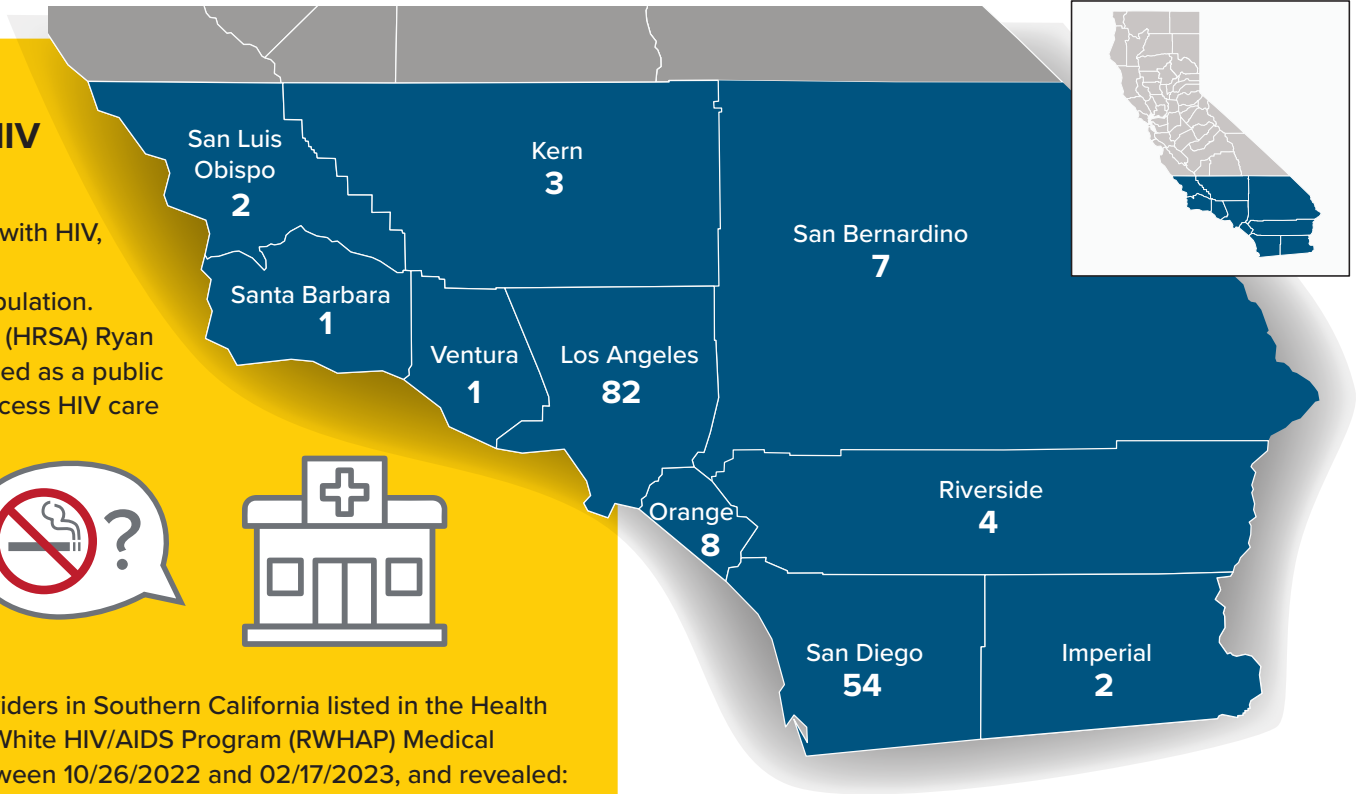 HIV
with HIV,
pulation.
(HRSA) Ryan
ed as a public
cess HIV care
?
iders in Southern California listed in the Health
White HIV/AIDS Program (RWHAP) Medical
ween 10/26/2022 and 02/17/2023, and revealed:
San Luis
Obispo
2
Kern
3
San Bernardino
7
Santa Barbara
1
Ventura
1
Los Angeles
82
Orange
8
Riverside
4
San Diego
54
Imperial
2